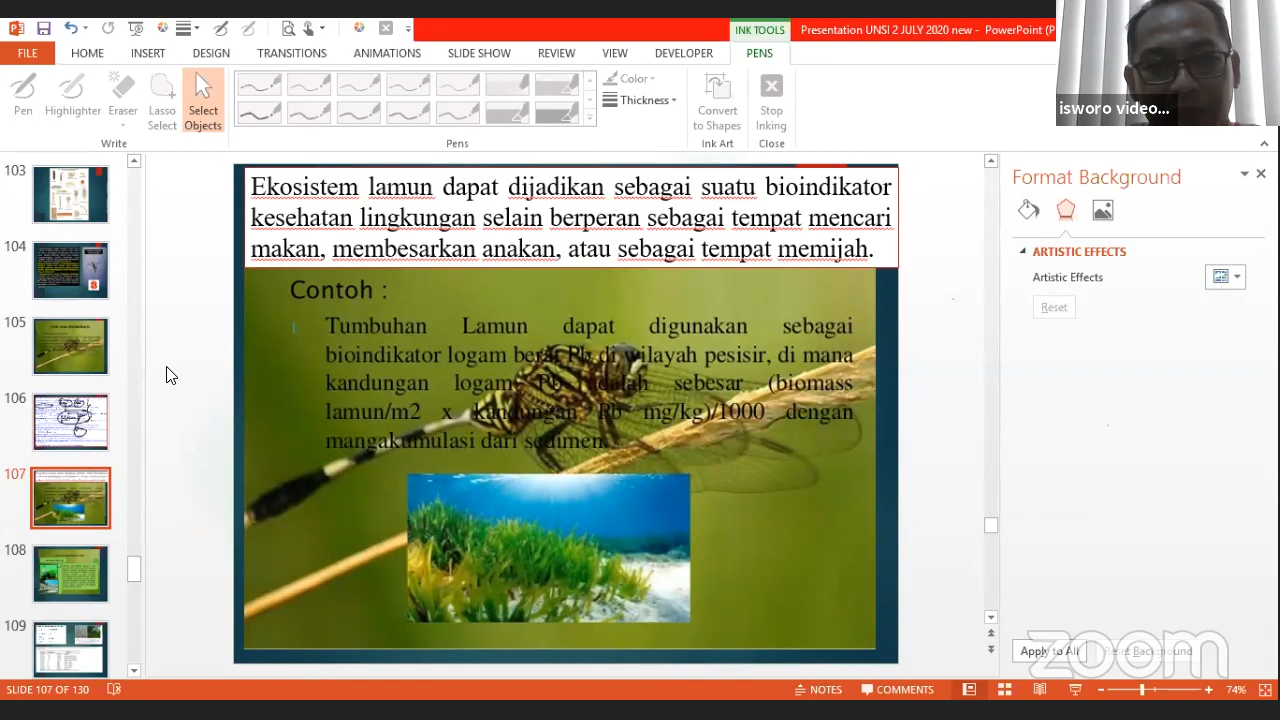 INK TOOLS
Presentation UNSI 2 JULY 2020 new - PowerPoint (P
FILE
HOME
INSERT
DESIGN
TRANSITIONS
ANIMATIONS
SLIDE SHOW
REVIEW
VIEW
DEVELOPER
PENS
Pen
Highlighter
Eraser
Lasso Select
Select Objects
Color
Thickness
Convert to Shapes
Stop Inking
Write
Pens
Ink Art
Close
isworo video...
103
104
105
106
107
108
109
Ekosistem lamun dapat dijadikan sebagai suatu bioindikator
kesehatan lingkungan selain berperan sebagai tempat mencari
makan, membesarkan anakan, atau sebagai tempat memijah.
Contoh :
Tumbuhan Lamun dapat digunakan sebagai
bioindikator logam berat Pb di wilayah pesisir, di mana
kandungan logam Pb adalah sebesar (biomass
lamun/m2 x kandungan Pb mg/kg)/1000 dengan
mangakumulasi dari sedimen.
Format Background
ARTISTIC EFFECTS
Artistic Effects
Reset
Apply to All
Reset Background
zoom
SLIDE 107 OF 130
NOTES
COMMENTS
74%